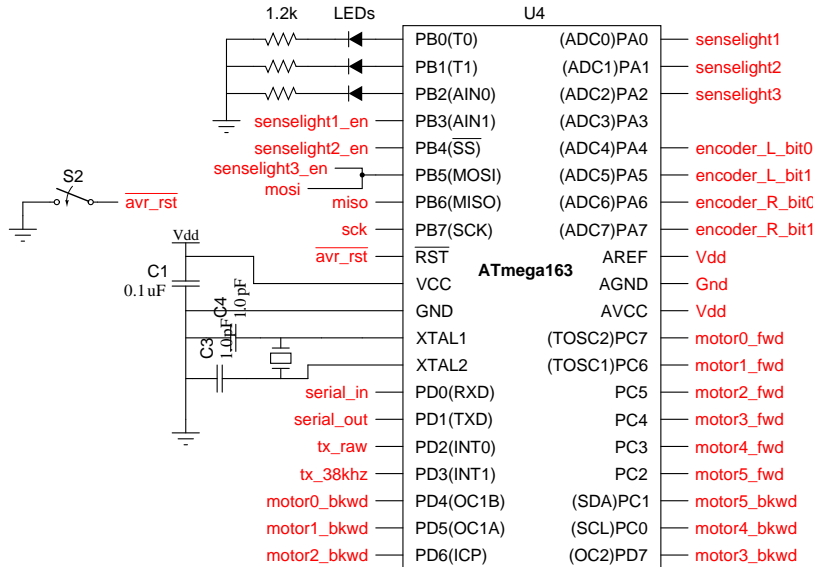 1.2k LEDs U4
PB0(T0) (ADC0)PA0 senselight1
PB1(T1) (ADC1)PA1 senselight2
PB2(AIN0) (ADC2)PA2 senselight3
senselight1_en PB3(AIN1) (ADC3)PA3
senselight2_en PB4(SS) (ADC4)PA4 encoder_L_bit0
senselight3_en
mosi PB5(MOSI) (ADC5)PA5 encoder_L_bit1
S2 avr_rst
miso PB6(MISO) (ADC6)PA6 encoder_R_bit0
sck PB7(SCK) (ADC7)PA7 encoder_R_bit1
Vdd
avr_rst RST AREF Vdd
ATmega163
C1
0.1uF
VCC AGND Gnd
GND AVCC Vdd
C4
1.0pF
XTAL1 (TOSC2)PC7 motor0_fwd
C3
1.0pF
XTAL2 (TOSC1)PC6 motor1_fwd
serial_in PD0(RXD) PC5 motor2_fwd
serial_out PD1(TXD) PC4 motor3_fwd
tx_raw PD2(INT0) PC3 motor4_fwd
tx_38khz PD3(INT1) PC2 motor5_fwd
motor0_bkwd PD4(OC1B) (SDA)PC1 motor5_bkwd
motor1_bkwd PD5(OC1A) (SCL)PC0 motor4_bkwd
motor2_bkwd PD6(ICP) (OC2)PD7 motor3_bkwd